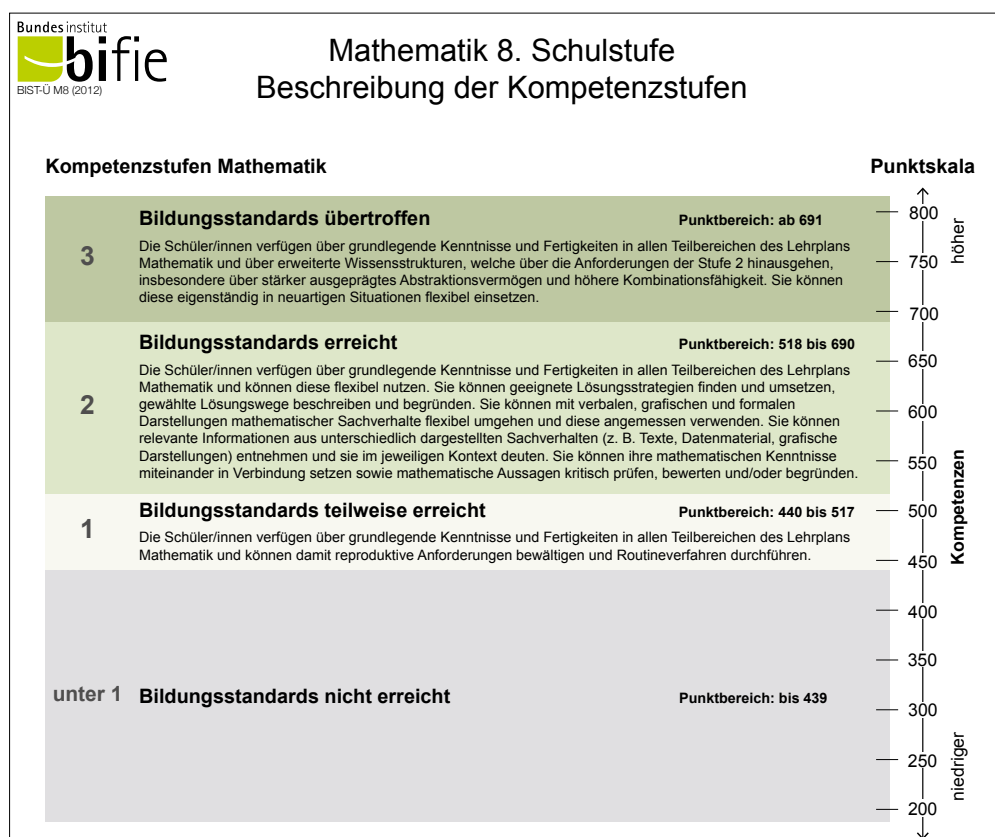 Bundesinstitut
bifie
BIST-Ü M8 (2012)
Mathematik 8. Schulstufe
Beschreibung der Kompetenzstufen
Kompetenzstufen Mathematik
Punktskala
3
Bildungsstandards übertroffen
Punktbereich: ab 691
Die Schüler/innen verfügen über grundlegende Kenntnisse und Fertigkeiten in allen Teilbereichen des Lehrplans
Mathematik und über erweiterte Wissensstrukturen, welche über die Anforderungen der Stufe 2 hinausgehen,
insbesondere über stärker ausgeprägtes Abstraktionsvermögen und höhere Kombinationsfähigkeit. Sie können
diese eigenständig in neuartigen Situationen flexibel einsetzen.
2
Bildungsstandards erreicht
Punktbereich: 518 bis 690
Die Schüler/innen verfügen über grundlegende Kenntnisse und Fertigkeiten in allen Teilbereichen des Lehrplans
Mathematik und können diese flexibel nutzen. Sie können geeignete Lösungsstrategien finden und umsetzen,
gewählte Lösungswege beschreiben und begründen. Sie können mit verbalen, grafischen und formalen
Darstellungen mathematischer Sachverhalte flexibel umgehen und diese angemessen verwenden. Sie können
relevante Informationen aus unterschiedlich dargestellten Sachverhalten (z. B. Texte, Datenmaterial, grafische
Darstellungen) entnehmen und sie im jeweiligen Kontext deuten. Sie können ihre mathematischen Kenntnisse
miteinander in Verbindung setzen sowie mathematische Aussagen kritisch prüfen, bewerten und/oder begründen.
1
Bildungsstandards teilweise erreicht
Punktbereich: 440 bis 517
Die Schüler/innen verfügen über grundlegende Kenntnisse und Fertigkeiten in allen Teilbereichen des Lehrplans
Mathematik und können damit reproduktive Anforderungen bewältigen und Routineverfahren durchführen.
unter 1
Bildungsstandards nicht erreicht
Punktbereich: bis 439
800
750
700
650
600
550
500
450
400
350
300
250
200
höher
Kompetenzen
niedriger